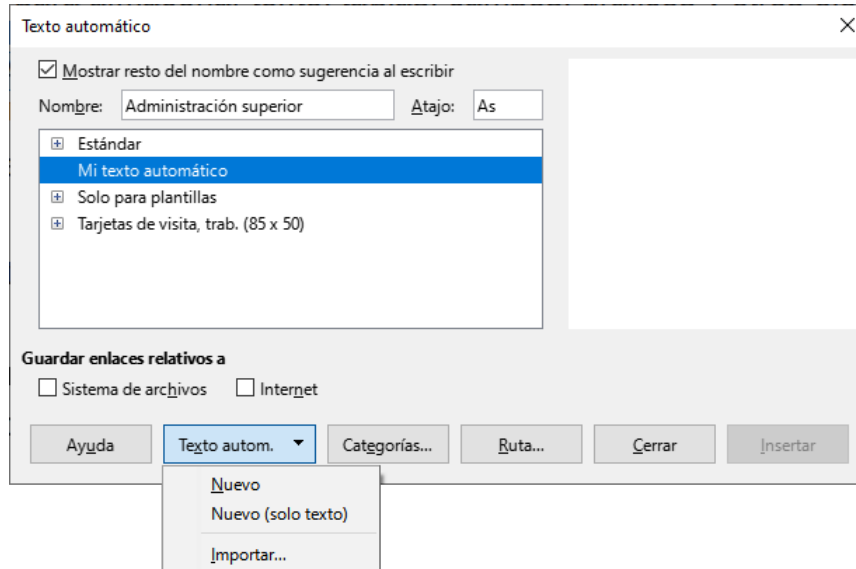 Texto automático
Mostrar resto del nombre como sugerencia al escribir
Nombre: Administración superior Atajo: As
Estándar
Mi texto automático
Solo para plantillas
Tarjetas de visita, trab. (85 x 50)
Guardar enlaces relativos a
Sistema de archivos Internet
Ayuda Texto autom. Categorías... Ruta... Cerrar Insertar
Nuevo
Nuevo (solo texto)
Importar...